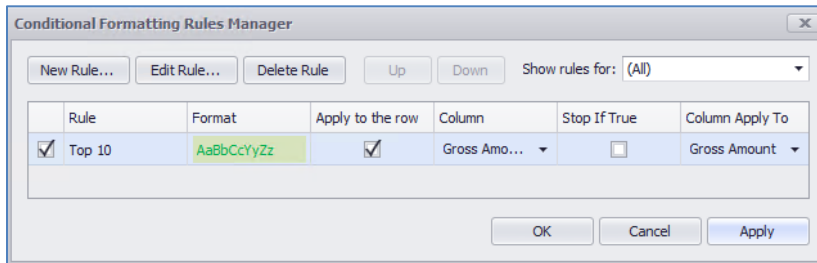 Conditional Formatting Rules Manager
New Rule... Edit Rule... Delete Rule Up Down Show rules for: (All)
Rule Format Apply to the row Column Stop If True Column Apply To
Top 10 AaBbCcYyZz Gross Amo... Gross Amount
OK Cancel Apply